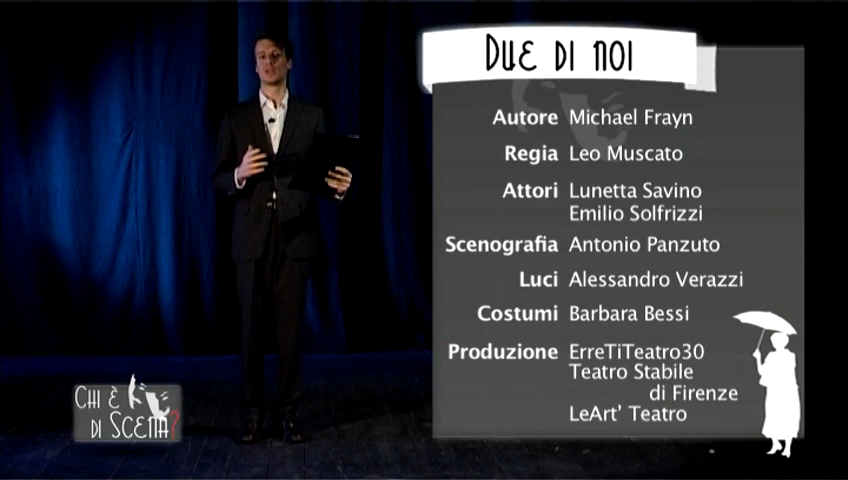 DUE DI NOI
Autore Michael Frayn
Regia Leo Muscato
Attori Lunetta Savino
Emilio Solfrizzi
Scenografia Antonio Panzuto
Luci Alessandro Verazzi
Costumi Barbara Bessi
Produzione ErreTiTeatro30
Teatro Stabile
di Firenze
LeArt' Teatro
CHI È
DI SCENA?